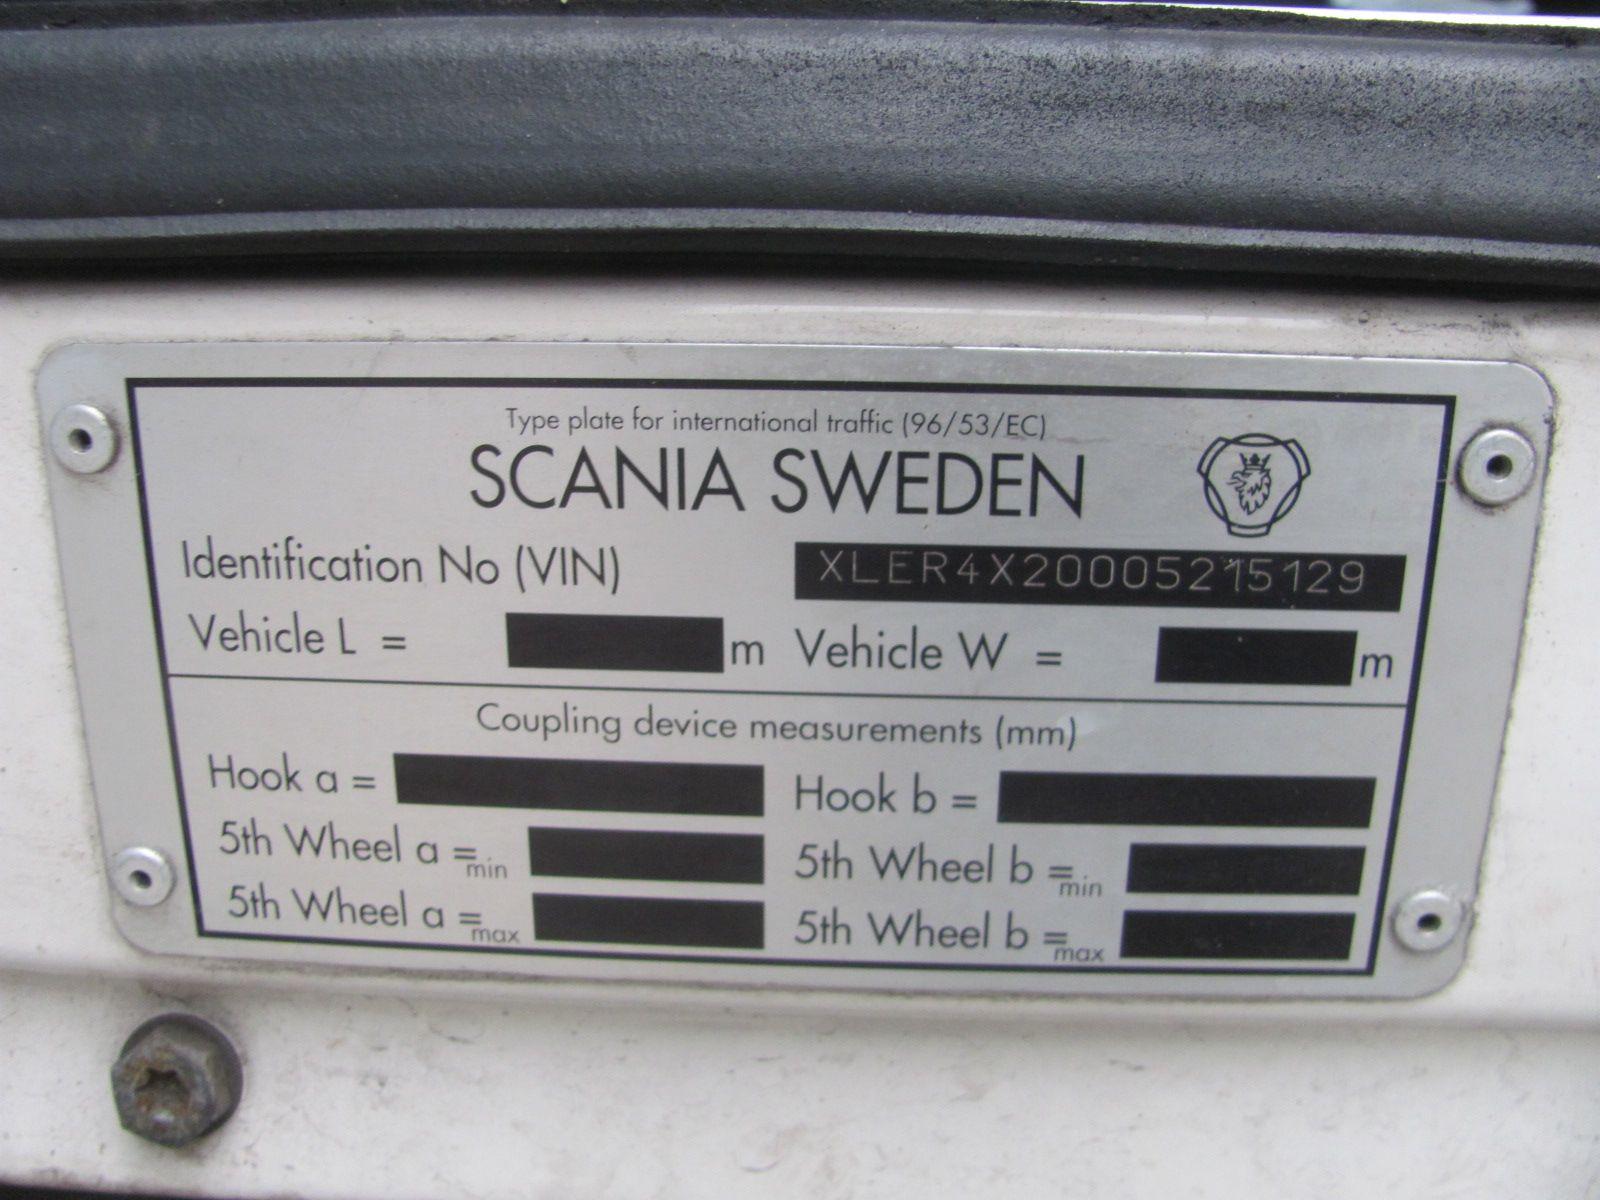 Type plate for international traffic (96/53/EC)
SCANIA SWEDEN
Identification No (VIN) XLER4X20005215129
Vehicle L = m Vehicle W = m
Coupling device measurements (mm)
Hook a = Hook b =
5th Wheel a =min 5th Wheel b =min
5th Wheel a =max 5th Wheel b =max